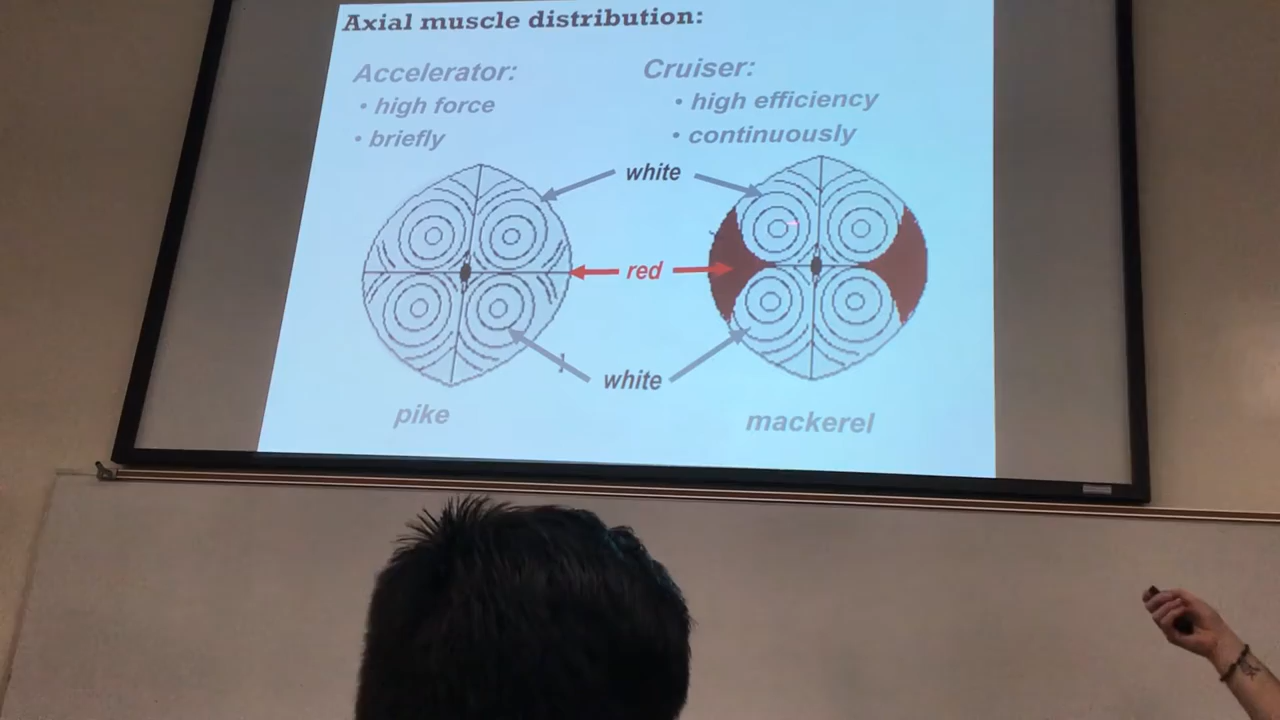 Axial muscle distribution:
Accelerator:
• high force
• briefly
Cruiser:
• high efficiency
• continuously
white
red
white
pike
mackerel